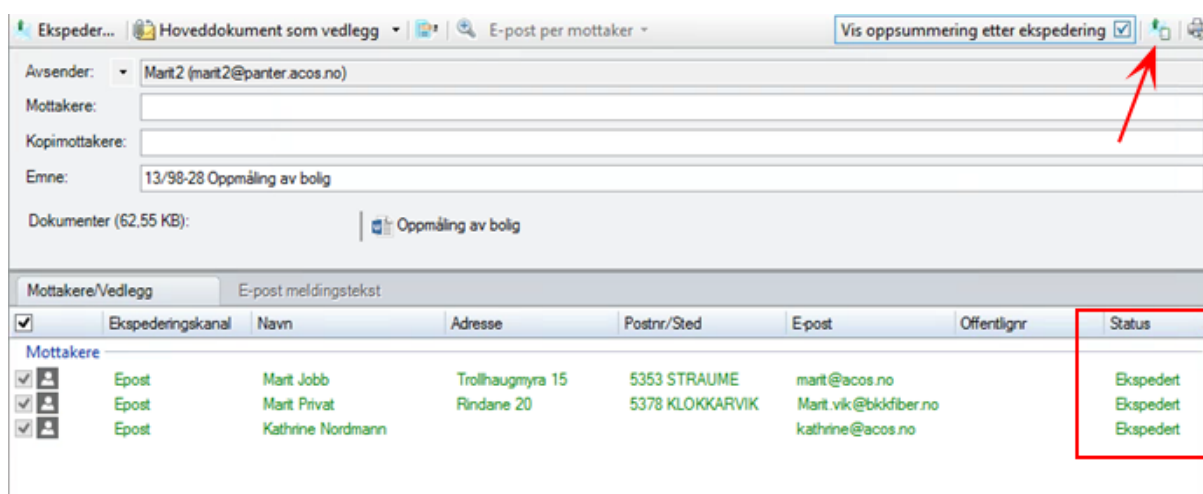 Ekspeder... Hoveddokument som vedlegg E-post per mottaker Vis oppsummering etter ekspedering
Avsender: Marit2 (marit2@panter.acos.no)
Mottakere:
Kopimottakere:
Emne: 13/98-28 Oppmåling av bolig
Dokumenter (62,55 KB): Oppmåling av bolig
Mottakere/Vedlegg E-post meldingstekst
Ekspederingskanal Navn Adresse Postnr/Sted E-post Offentlignr Status
Mottakere
Epost Marit Jobb Trollhaugmyra 15 5353 STRAUME marit@acos.no Ekspedert
Epost Marit Privat Rindane 20 5378 KLOKKARVIK Marit.vik@bkkfiber.no Ekspedert
Epost Kathrine Nordmann kathrine@acos.no Ekspedert